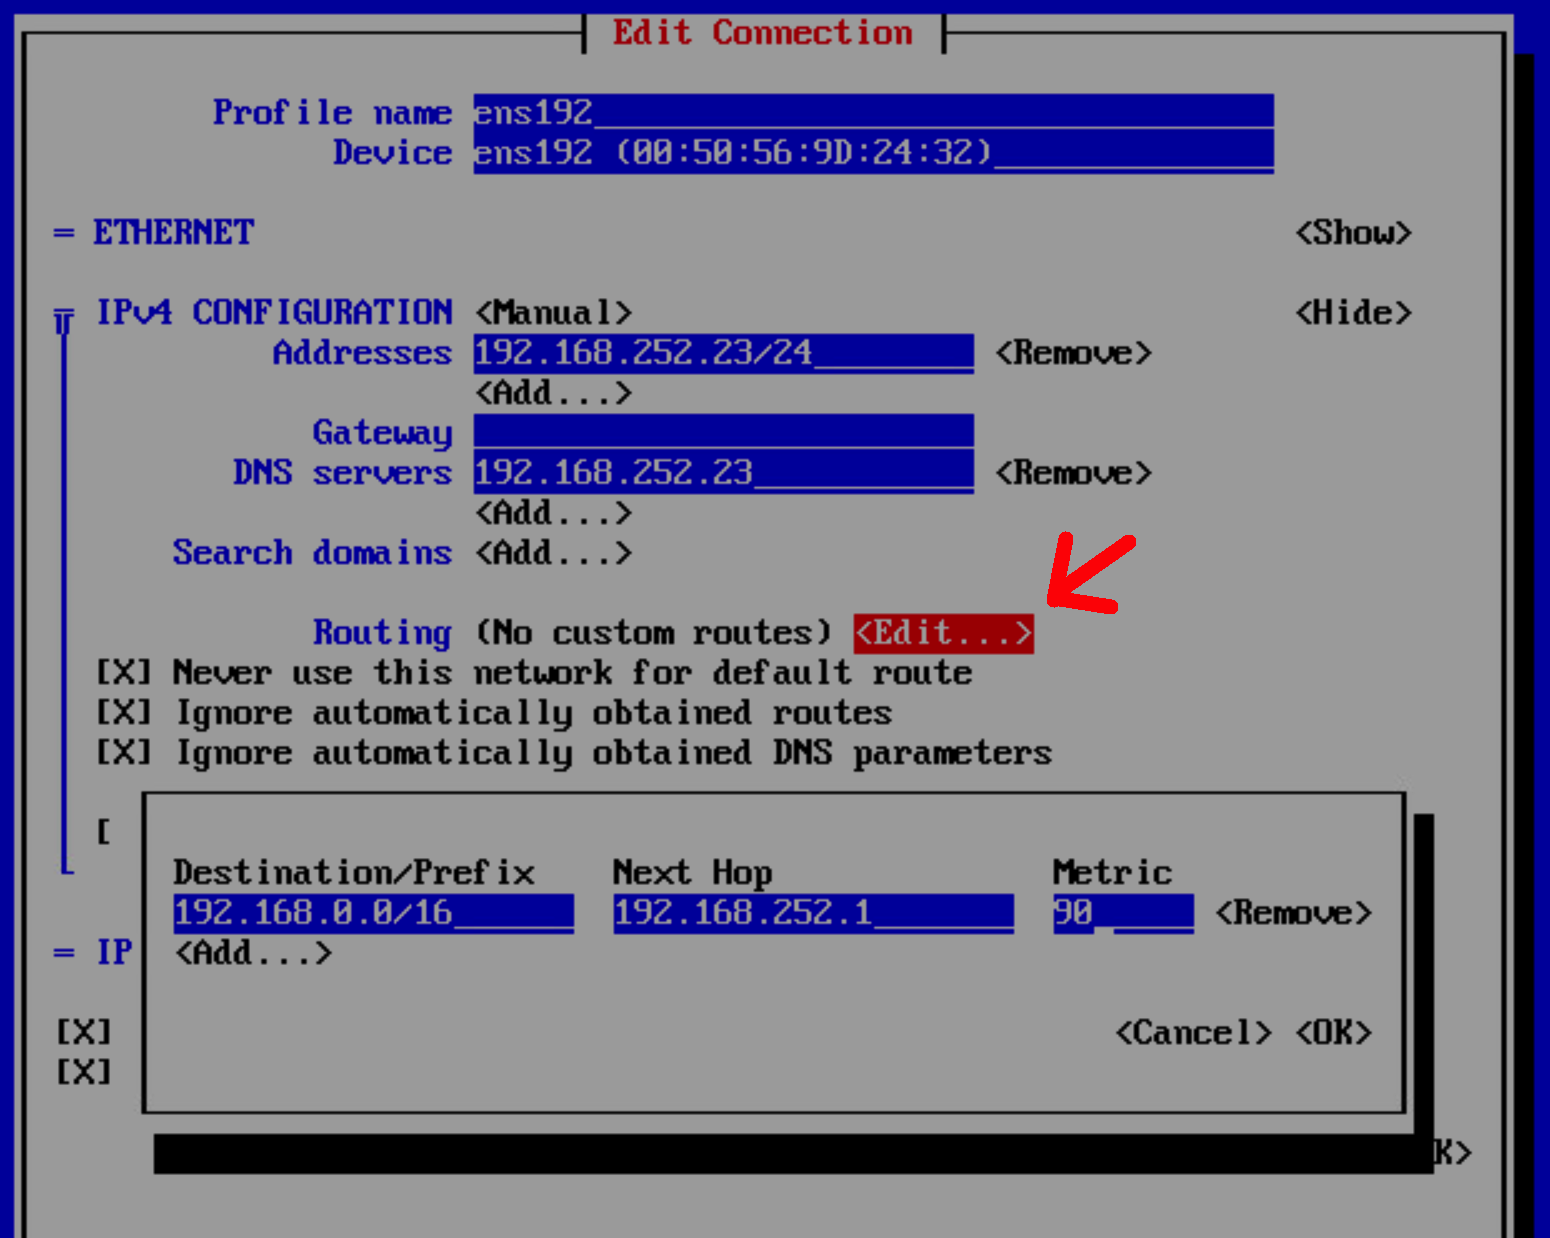 Edit Connection
Profile name ens192
Device ens192 (00:50:56:9D:24:32)
= ETHERNET <Show>
IPv4 CONFIGURATION <Manual> <Hide>
Addresses 192.168.252.23/24 <Remove>
<Add...>
Gateway
DNS servers 192.168.252.23 <Remove>
<Add...>
Search domains <Add...>
Routing (No custom routes) <Edit...>
[X] Never use this network for default route
[X] Ignore automatically obtained routes
[X] Ignore automatically obtained DNS parameters
[
Destination/Prefix Next Hop Metric
192.168.0.0/16 192.168.252.1 90 <Remove>
= IP <Add...>
[X] <Cancel> <OK>
[X]
K>